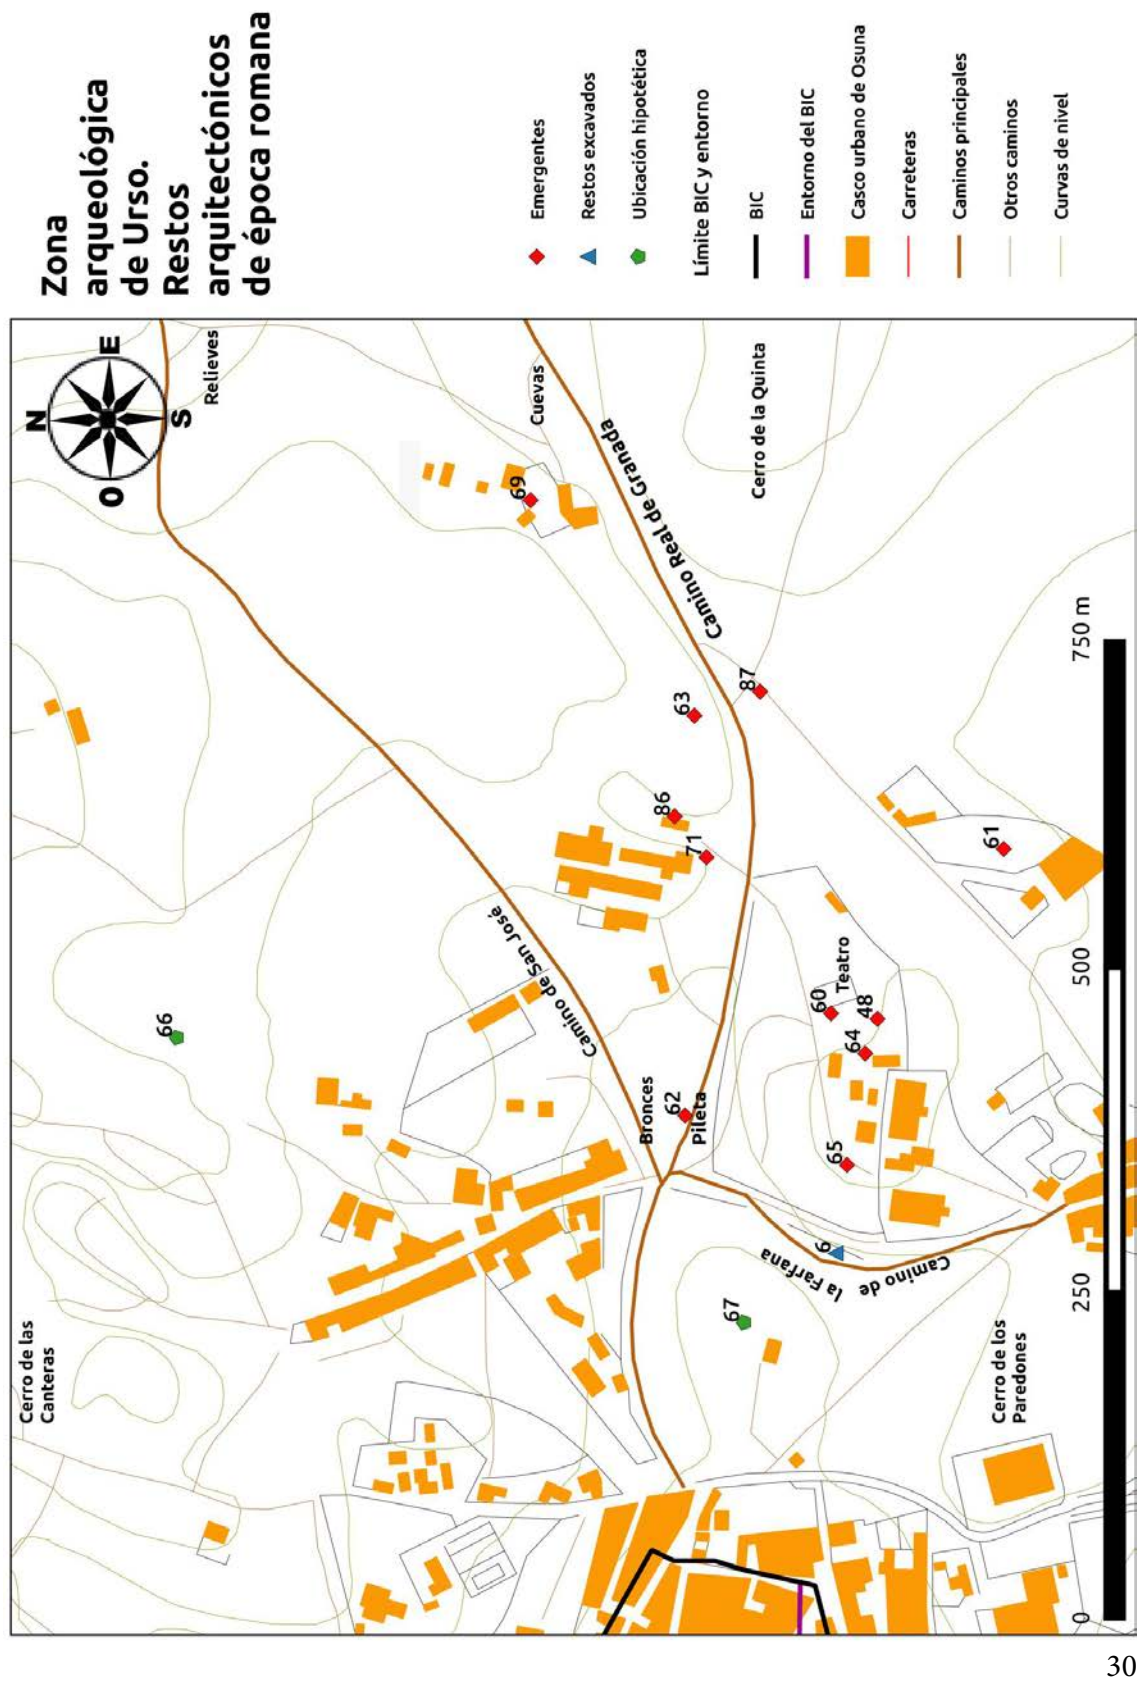 Zona
arqueológica
de Urso.
Restos
arquitectónicos
de época romana
Emergentes
Restos excavados
Ubicación hipotética
Límite BIC y entorno
BIC
Entorno del BIC
Casco urbano de Osuna
Carreteras
Caminos principales
Otros caminos
Curvas de nivel
N
E
S
O
Relieves
Cuevas
69
Camino Real de Granada
Cerro de la Quinta
66
63
87
86
71
61
Camino de San José
Bronces
62
Pileta
60
Teatro
48
64
65
6
Camino de
la Farfana
67
Cerro de las
Canteras
Cerro de los
Paredones
0
250
500
750 m
30